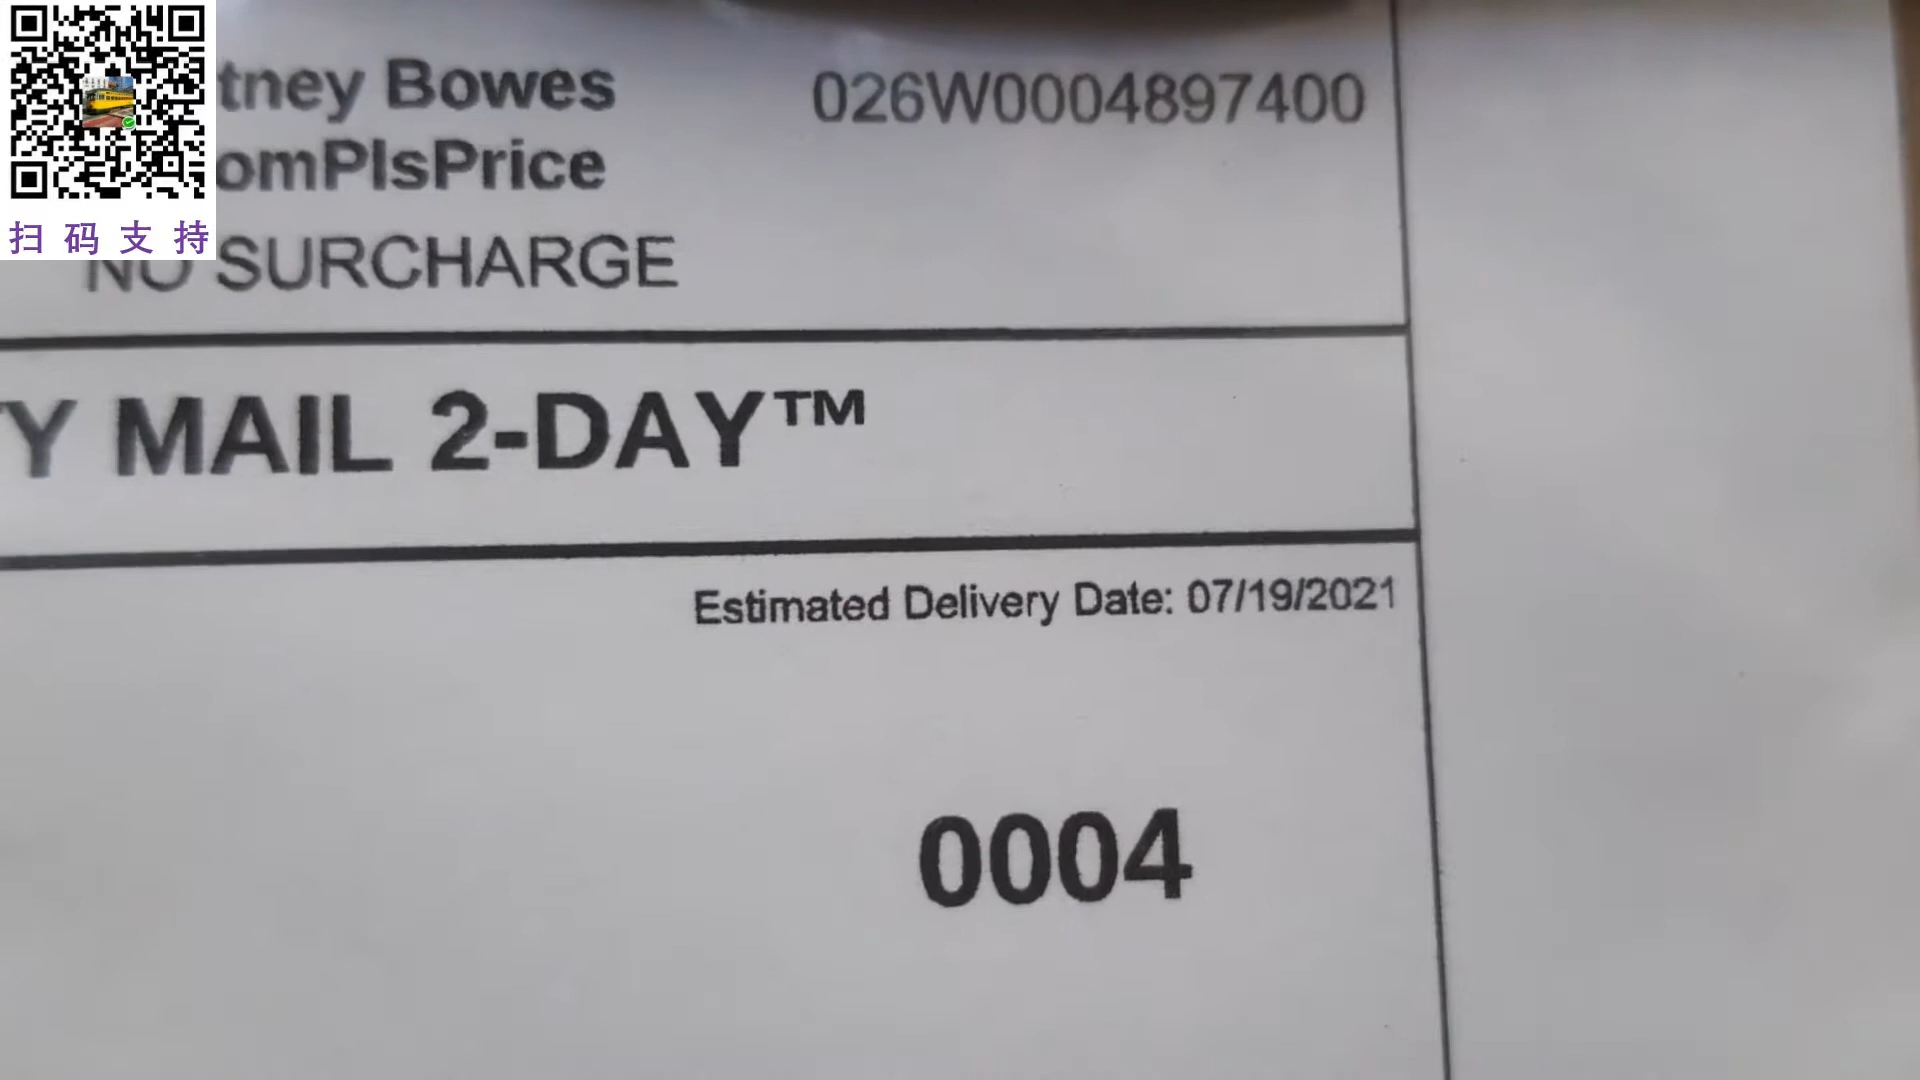 tney Bowes
026W0004897400
omPlsPrice
扫码支持
NO SURCHARGE
Y MAIL 2-DAY™
Estimated Delivery Date: 07/19/2021
0004